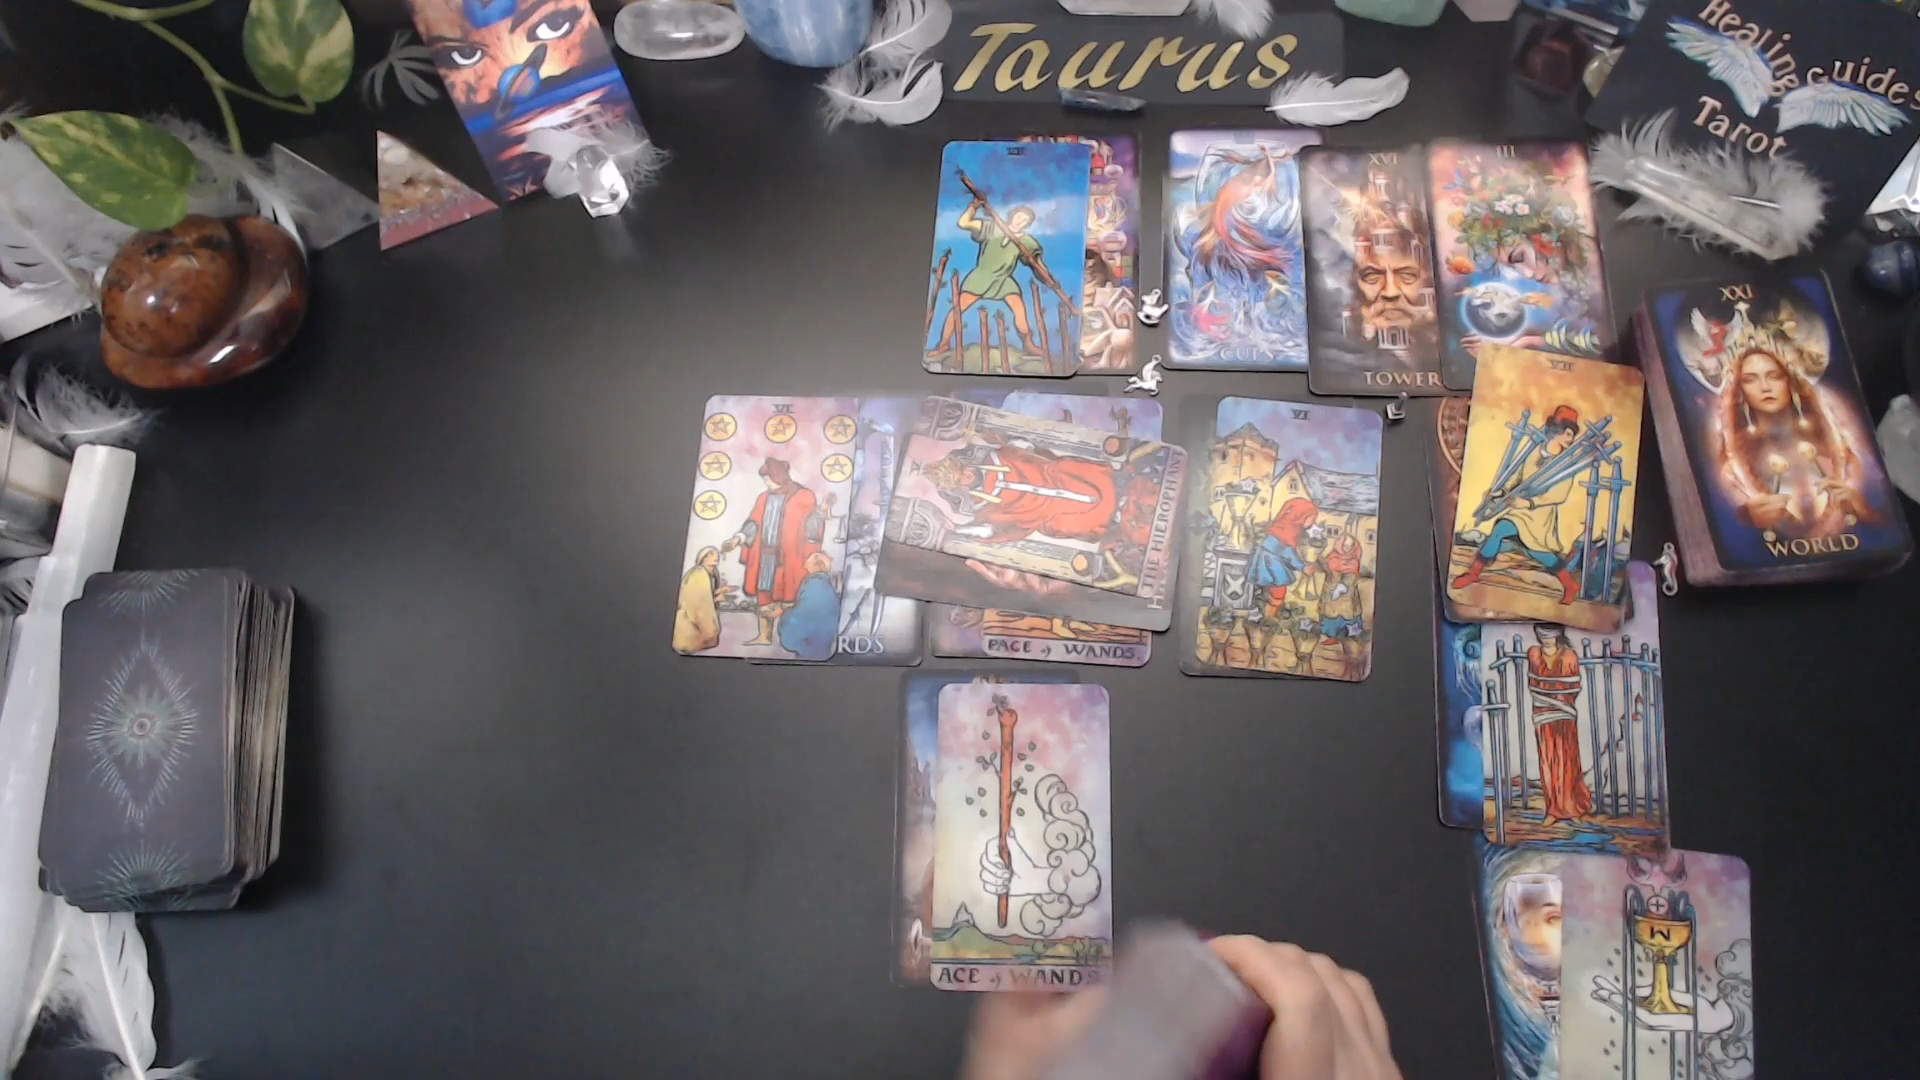 Taurus
Healing
Guides
Tarot
VII
XVI
III
TOWER
CUPS
XXI
WORLD
VII
VI
VI
V
THE HIEROPHANT
RDS
PAGE of WANDS.
ACE of WANDS